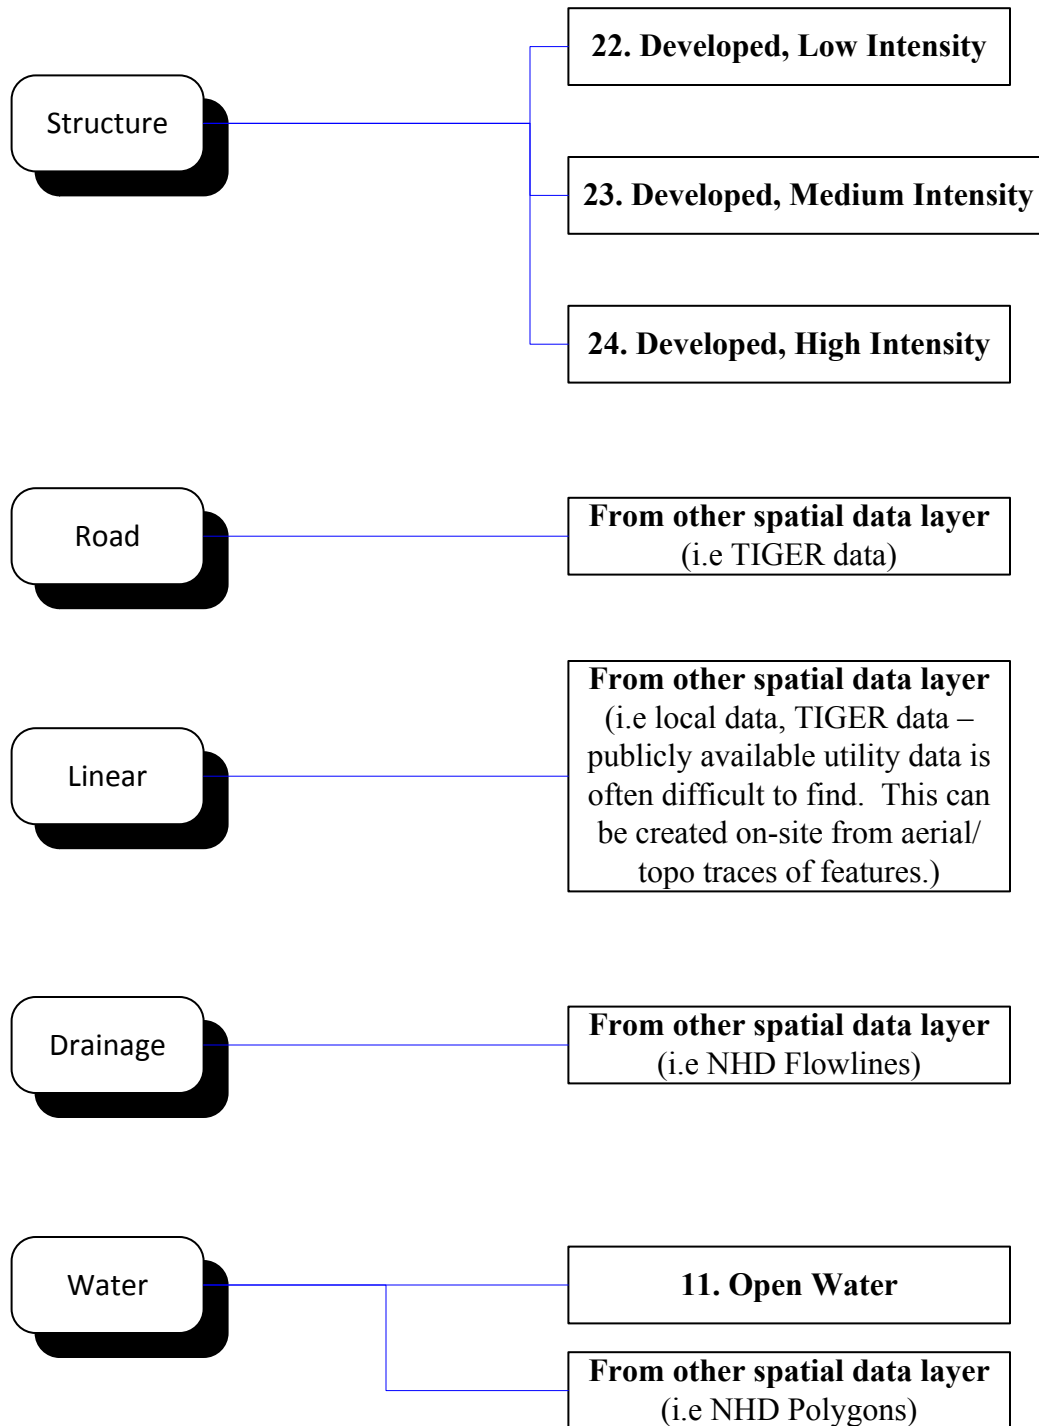 Structure
22. Developed, Low Intensity
23. Developed, Medium Intensity
24. Developed, High Intensity
Road
From other spatial data layer
(i.e TIGER data)
Linear
From other spatial data layer
(i.e local data, TIGER data –
publicly available utility data is
often difficult to find.  This can
be created on-site from aerial/
topo traces of features.)
Drainage
From other spatial data layer
(i.e NHD Flowlines)
Water
11. Open Water
From other spatial data layer
(i.e NHD Polygons)